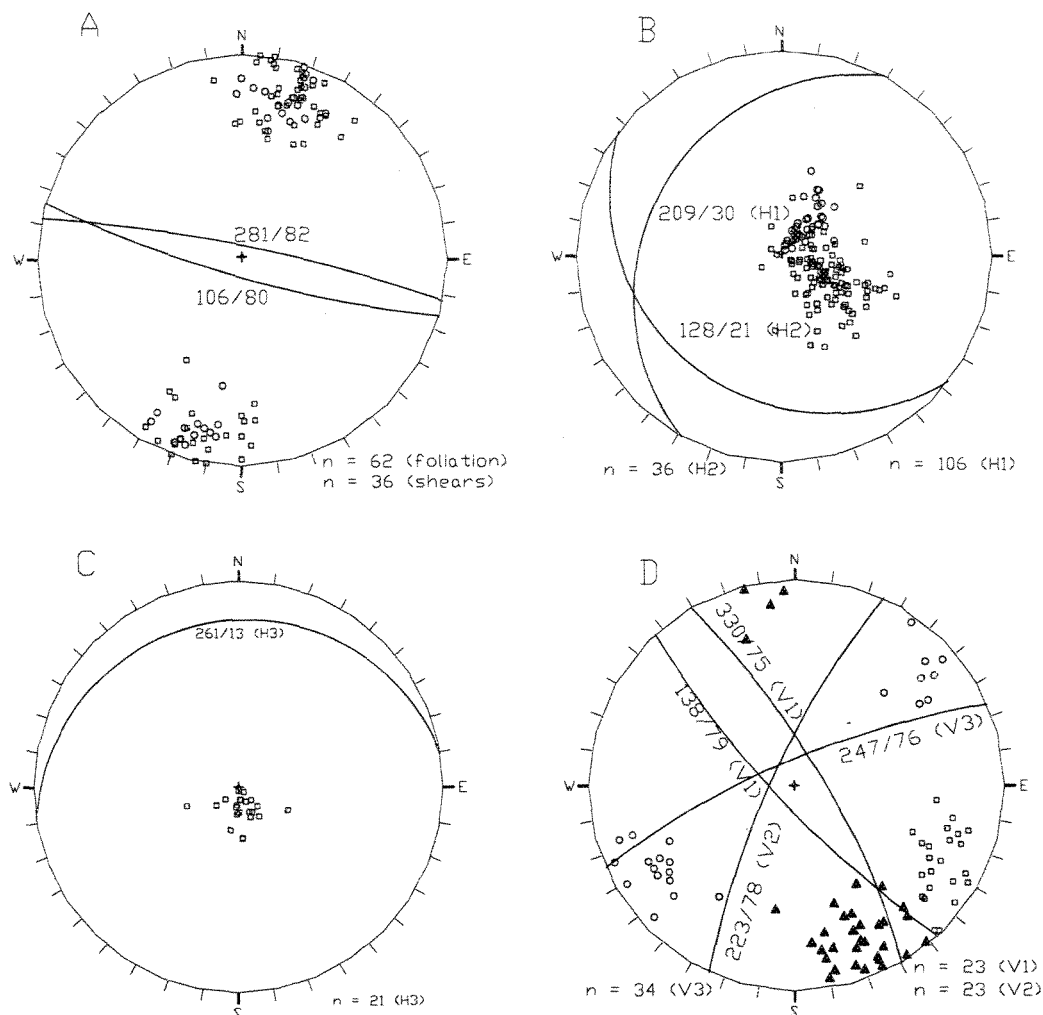 A
N
W
E
S
281/82
106/80
n = 62 (foliation)
n = 36 (shears)
B
N
W
E
S
209/30 (H1)
128/21 (H2)
n = 36 (H2)
n = 106 (H1)
C
N
W
E
S
261/13 (H3)
n = 21 (H3)
D
N
W
E
S
330/75 (V1)
138/79 (V1)
247/76 (V3)
223/78 (V2)
n = 34 (V3)
n = 23 (V1)
n = 23 (V2)